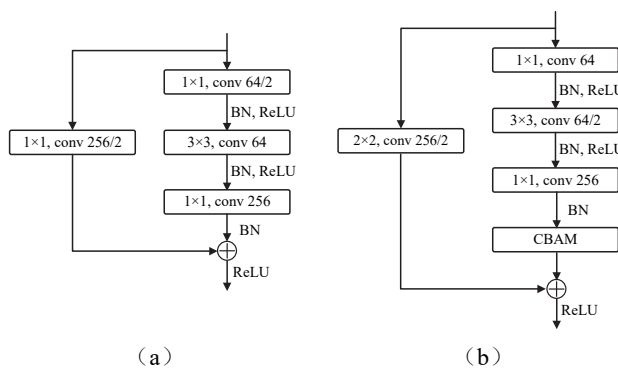 1×1, conv 64/2
BN, ReLU
1×1, conv 256/2
3×3, conv 64
BN, ReLU
1×1, conv 256
BN
ReLU
(a)
1×1, conv 64
BN, ReLU
3×3, conv 64/2
2×2, conv 256/2
BN, ReLU
1×1, conv 256
BN
CBAM
ReLU
(b)